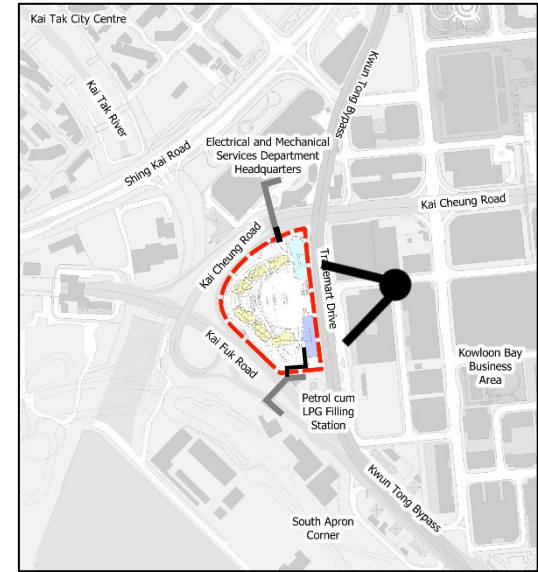 Kai Tak City Centre
Kai Tak River
Kwun Tong Bypass
Shing Kai Road
Electrical and Mechanical
Services Department
Headquarters
Kai Cheung Road
Kai Cheung Road
Trademart Drive
Kai Fuk Road
Kowloon Bay
Business
Area
Petrol cum
LPG Filling
Station
Kwun Tong Bypass
South Apron
Corner